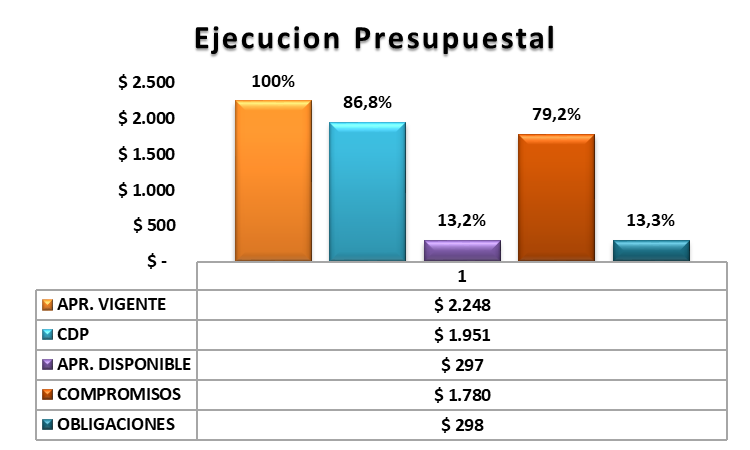 Ejecucion Presupuestal
$ 2.500
$ 2.000
$ 1.500
$ 1.000
$ 500
$ -
100%
86,8%
13,2%
79,2%
13,3%
1
APR. VIGENTE $ 2.248
CDP $ 1.951
APR. DISPONIBLE $ 297
COMPROMISOS $ 1.780
OBLIGACIONES $ 298